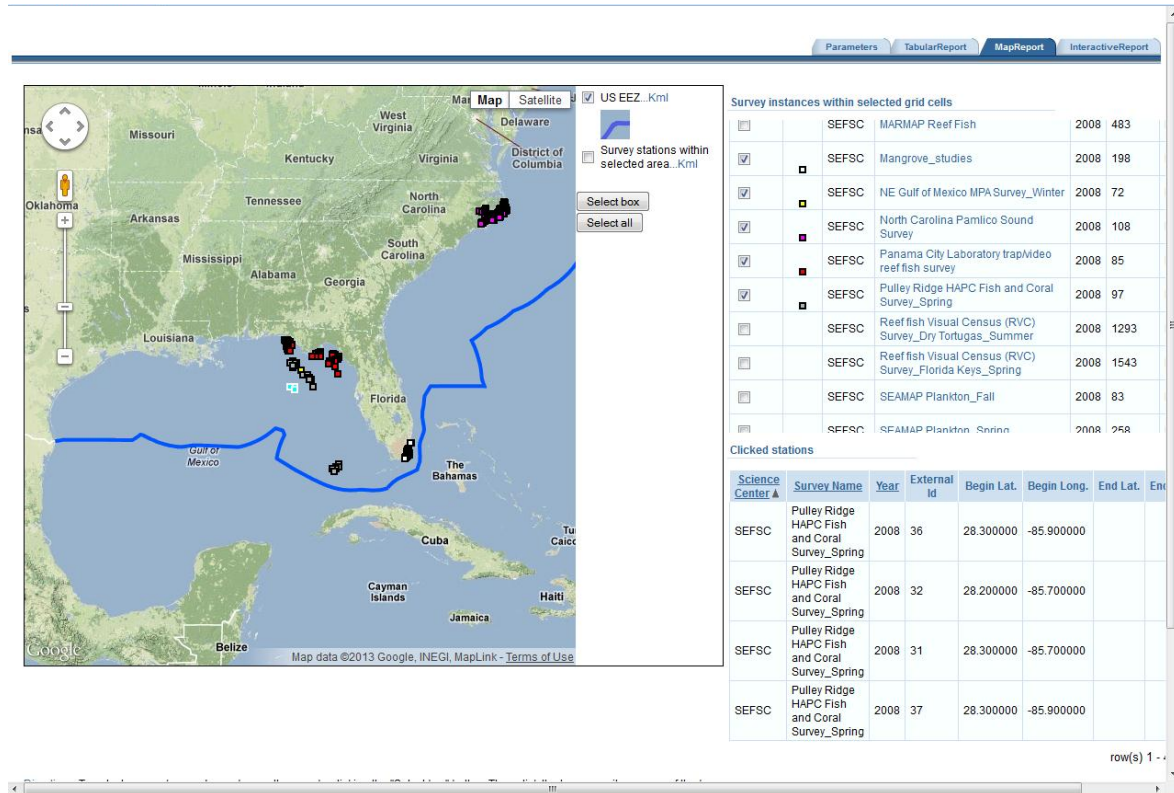 Parameters
TabularReport
MapReport
InteractiveReport
Map
Satellite
US EEZ...Kml
Survey stations within
selected area...Kml
Select box
Select all
West
Virginia
Delaware
Missouri
District of
Columbia
Kentucky
Virginia
Oklahoma
Tennessee
North
Carolina
Arkansas
South
Carolina
Mississippi
Alabama
Georgia
Louisiana
Florida
Gulf of
Mexico
The
Bahamas
Cuba
Cayman
Islands
Haiti
Jamaica
Belize
Google
Map data ©2013 Google, INEGI, MapLink - Terms of Use
Survey instances within selected grid cells
SEFSC MARMAP Reef Fish 2008 483
SEFSC Mangrove_studies 2008 198
SEFSC NE Gulf of Mexico MPA Survey_Winter 2008 72
SEFSC North Carolina Pamlico Sound 2008 108
Survey
SEFSC Panama City Laboratory trap/video 2008 85
reef fish survey
SEFSC Pulley Ridge HAPC Fish and Coral 2008 97
Survey_Spring
SEFSC Reef fish Visual Census (RVC) 2008 1293
Survey_Dry Tortugas_Summer
SEFSC Reef fish Visual Census (RVC) 2008 1543
Survey_Florida Keys_Spring
SEFSC SEAMAP Plankton_Fall 2008 83
SEFSC SEAMAP Plankton_Spring 2008 258
Clicked stations
Science
Center Survey Name Year External
Id Begin Lat. Begin Long. End Lat.
Pulley Ridge
HAPC Fish
SEFSC and Coral 2008 36 28.300000 -85.900000
Survey_Spring
Pulley Ridge
HAPC Fish
SEFSC and Coral 2008 32 28.200000 -85.700000
Survey_Spring
Pulley Ridge
HAPC Fish
SEFSC and Coral 2008 31 28.300000 -85.700000
Survey_Spring
Pulley Ridge
HAPC Fish
SEFSC and Coral 2008 37 28.300000 -85.900000
Survey_Spring
row(s) 1 -